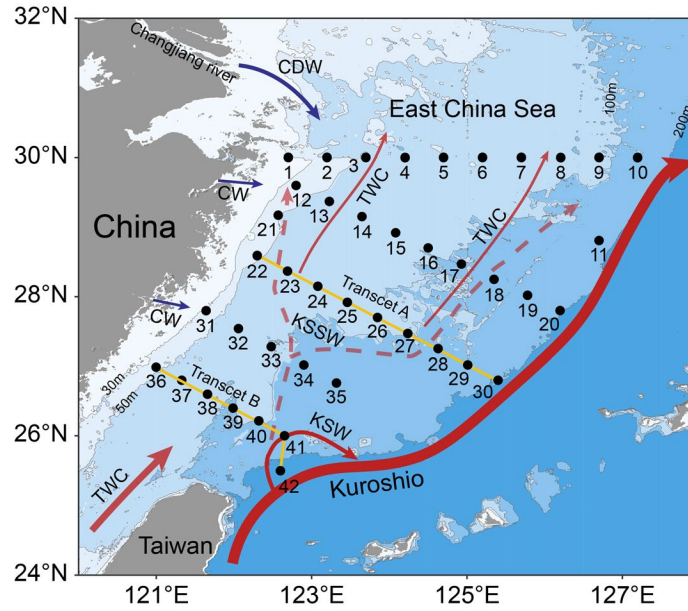 32°N
Changjiang river
CDW
East China Sea
100m
200m
30°N
1 2 3 4 5 6 7 8 9 10
CW
12
13
TWC
21
14
15
TWC
16
17
11
China
22
23
24
Transcet A
25
26
27
28
29
30
18
19
20
28°N
CW
31
32
33
KSSW
34
35
30m
50m
36
37
38
39
40
41
42
Transcet B
26°N
KSW
TWC
Kuroshio
Taiwan
24°N
121°E 123°E 125°E 127°E